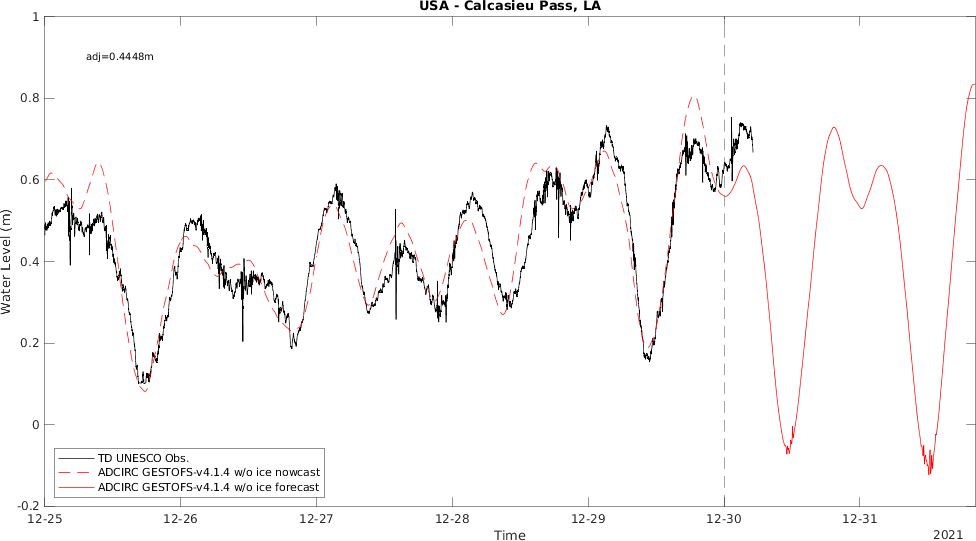 USA - Calcasieu Pass, LA
1
0.8
0.6
0.4
0.2
0
-0.2
Water Level (m)
adj=0.4448m
TD UNESCO Obs.
ADCIRC GESTOFS-v4.1.4 w/o ice nowcast
ADCIRC GESTOFS-v4.1.4 w/o ice forecast
12-25 12-26 12-27 12-28 12-29 12-30 12-31
Time
2021